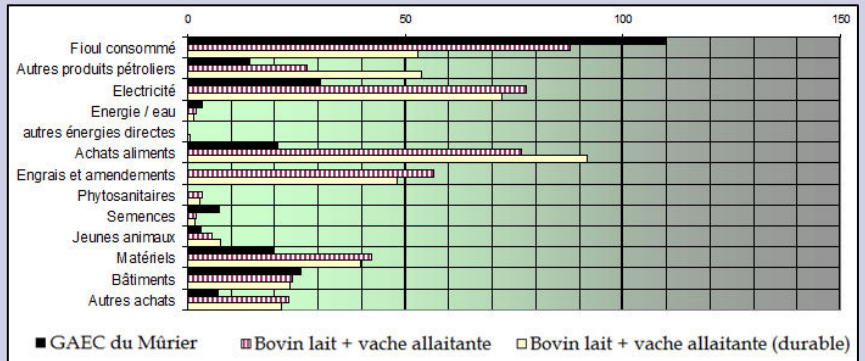 0 50 100 150
Fioul consommé
Autres produits pétroliers
Electricité
Energie / eau
autres énergies directes
Achats aliments
Engrais et amendements
Phytosanitaires
Semences
Jeunes animaux
Matériels
Bâtiments
Autres achats
GAEC du Mûrier Bovin lait + vache allaitante Bovin lait + vache allaitante (durable)